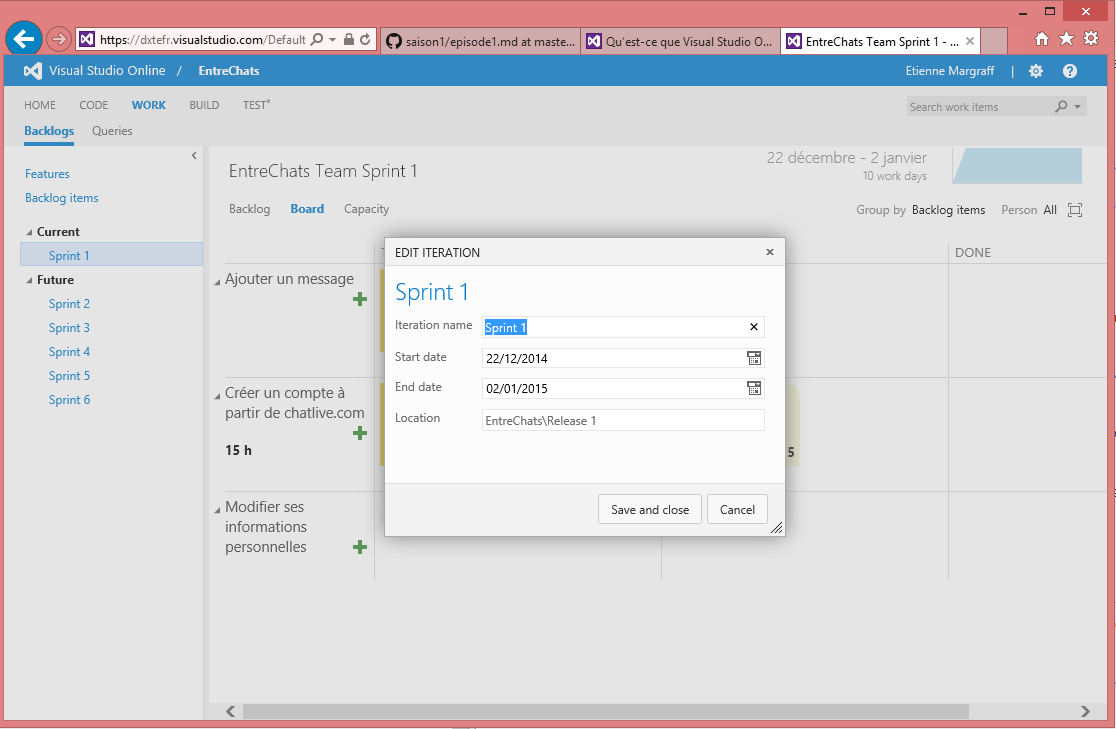 https://dxtefr.visualstudio.com/Default
saison1/episode1.md at maste...
Qu'est-ce que Visual Studio O...
EntreChats Team Sprint 1 - ...
Visual Studio Online / EntreChats
Etienne Margraff
HOME CODE WORK BUILD TEST*
Search work items
Backlogs Queries
Features
Backlog items
Current
Sprint 1
Future
Sprint 2
Sprint 3
Sprint 4
Sprint 5
Sprint 6
EntreChats Team Sprint 1
22 décembre - 2 janvier
10 work days
Backlog Board Capacity
Group by Backlog items Person All
DONE
Ajouter un message
Créer un compte à
partir de chatlive.com
15 h
5
Modifier ses
informations
personnelles
EDIT ITERATION
Sprint 1
Iteration name Sprint 1
Start date 22/12/2014
End date 02/01/2015
Location EntreChats\Release 1
Save and close Cancel